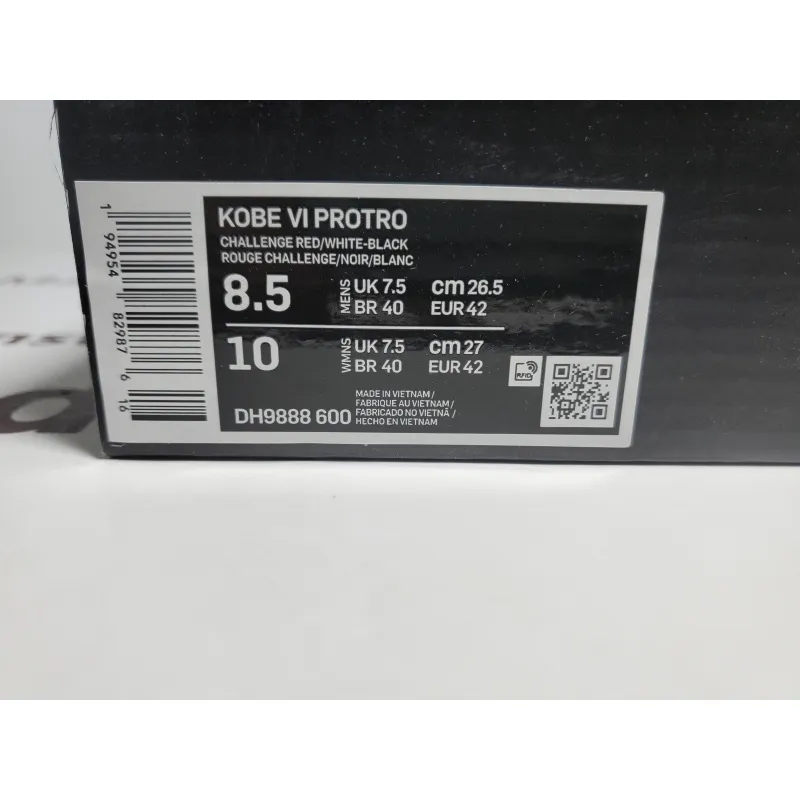 KOBE VI PROTRO
CHALLENGE RED/WHITE-BLACK
ROUGE CHALLENGE/NOIR/BLANC
8.5 MENS UK 7.5 cm 26.5
BR 40 EUR 42
10 WMNS UK 7.5 cm 27
BR 40 EUR 42
RFID
DH9888 600
MADE IN VIETNAM /
FABRIQUE AU VIETNAM /
FABRICADO NO VIETNÃ /
HECHO EN VIETNAM
1 94954 82987 6 16